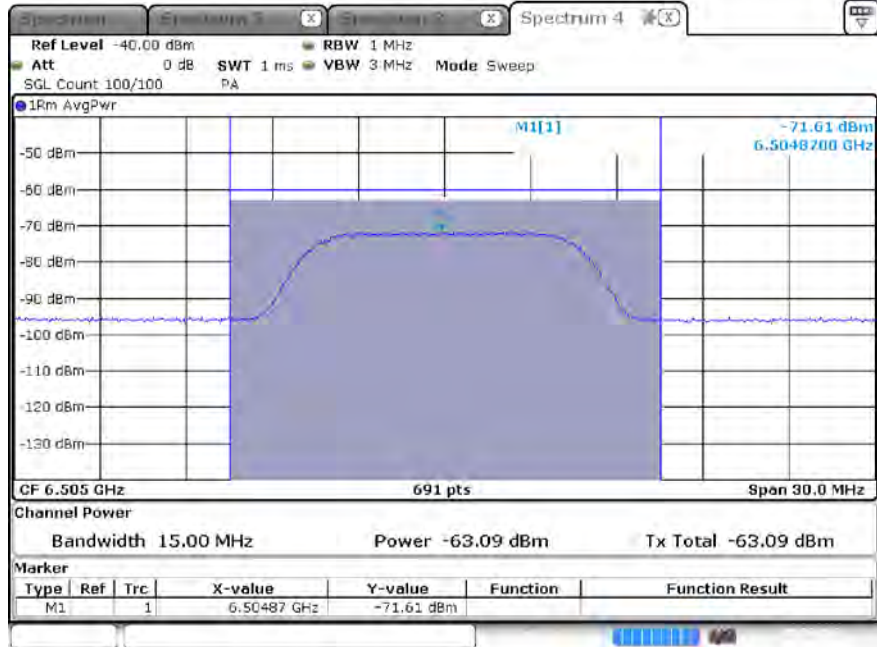 Spectrum 4
Ref Level -40.00 dBm RBW 1 MHz
Att 0 dB SWT 1 ms VBW 3 MHz Mode Sweep
SGL Count 100/100 PA
1Rm AvgPwr
M1[1] -71.61 dBm
6.5048700 GHz
-50 dBm
-60 dBm
-70 dBm
-80 dBm
-90 dBm
-100 dBm
-110 dBm
-120 dBm
-130 dBm
CF 6.505 GHz 691 pts Span 30.0 MHz
Channel Power
Bandwidth 15.00 MHz Power -63.09 dBm Tx Total -63.09 dBm
Marker
Type Ref Trc X-value Y-value Function Function Result
M1 1 6.50487 GHz -71.61 dBm